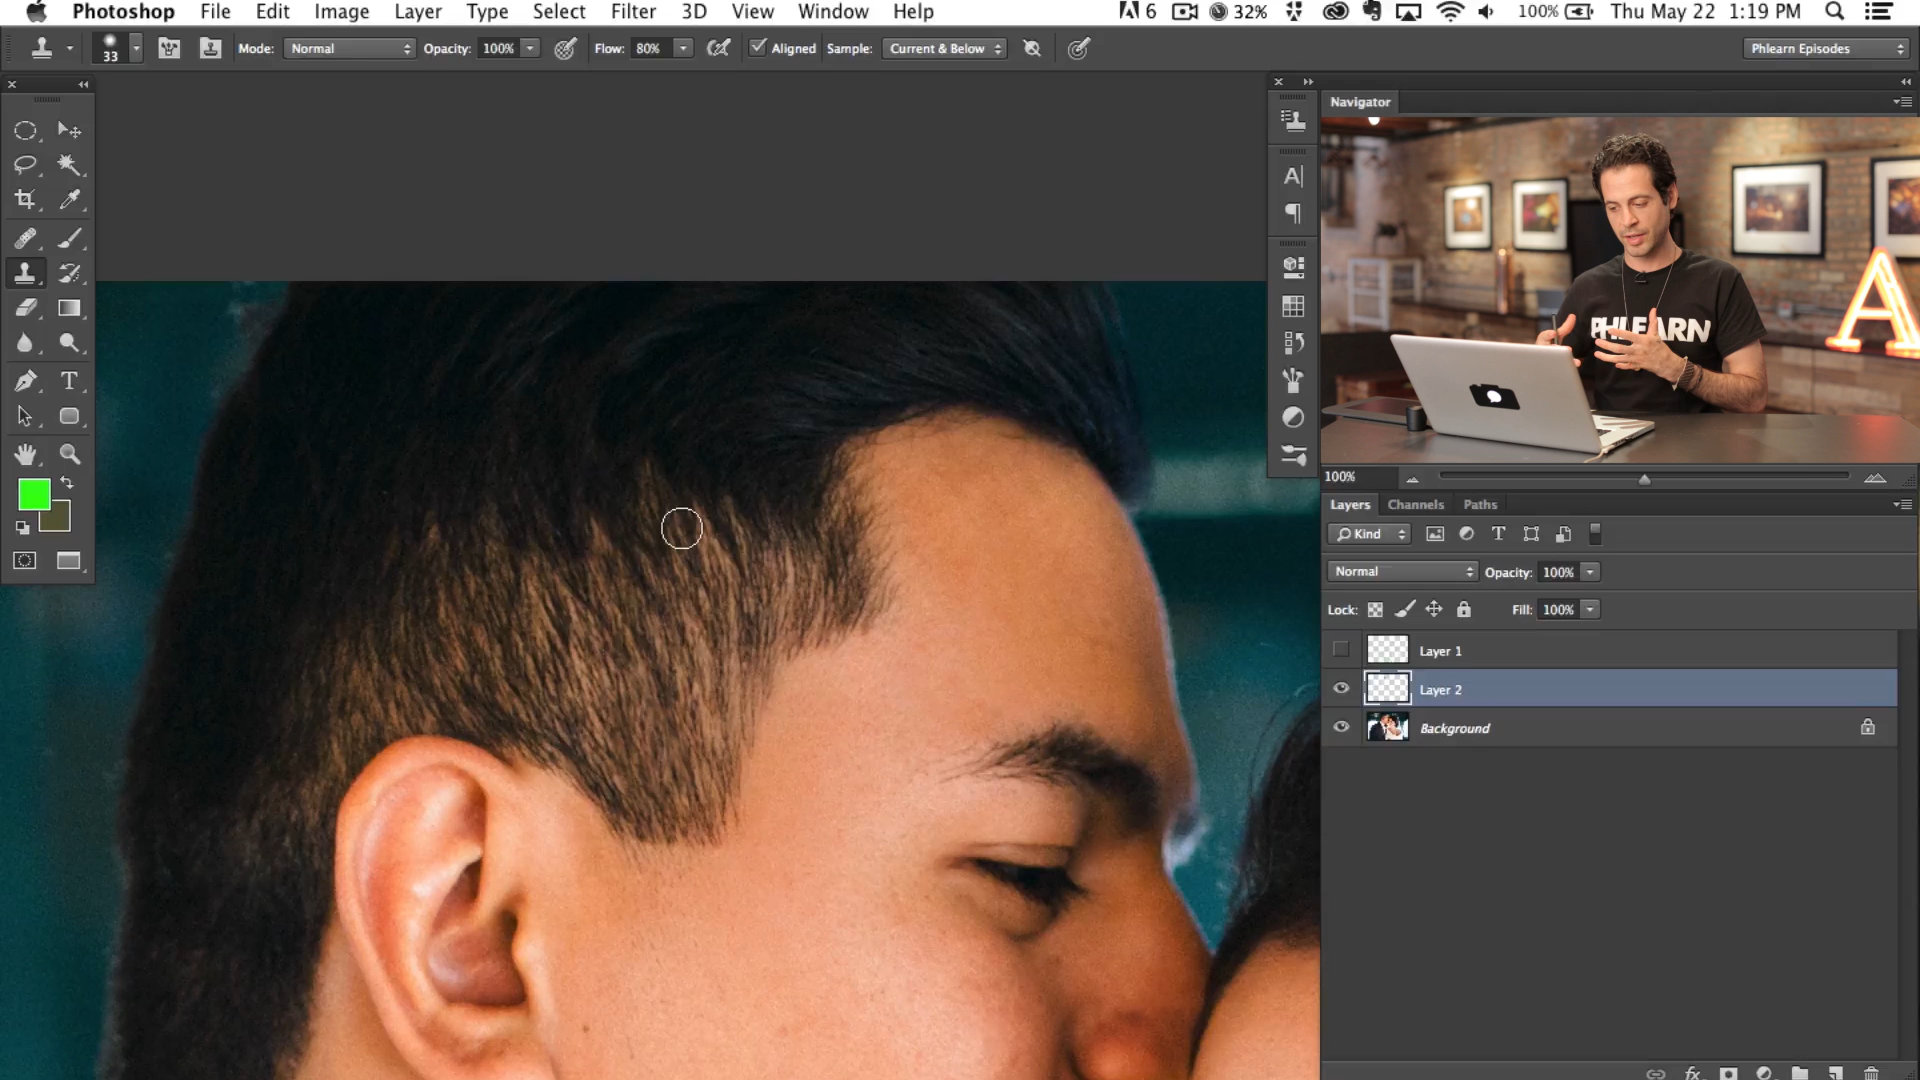 Photoshop File Edit Image Layer Type Select Filter 3D View Window Help 6 32% 100% Thu May 22 1:19 PM
33 Mode: Normal Opacity: 100% Flow: 80% Aligned Sample: Current & Below Phlearn Episodes
Navigator
PHLEARN
A
100%
Layers Channels Paths
Kind
Normal Opacity: 100%
Lock: Fill: 100%
Layer 1
Layer 2
Background